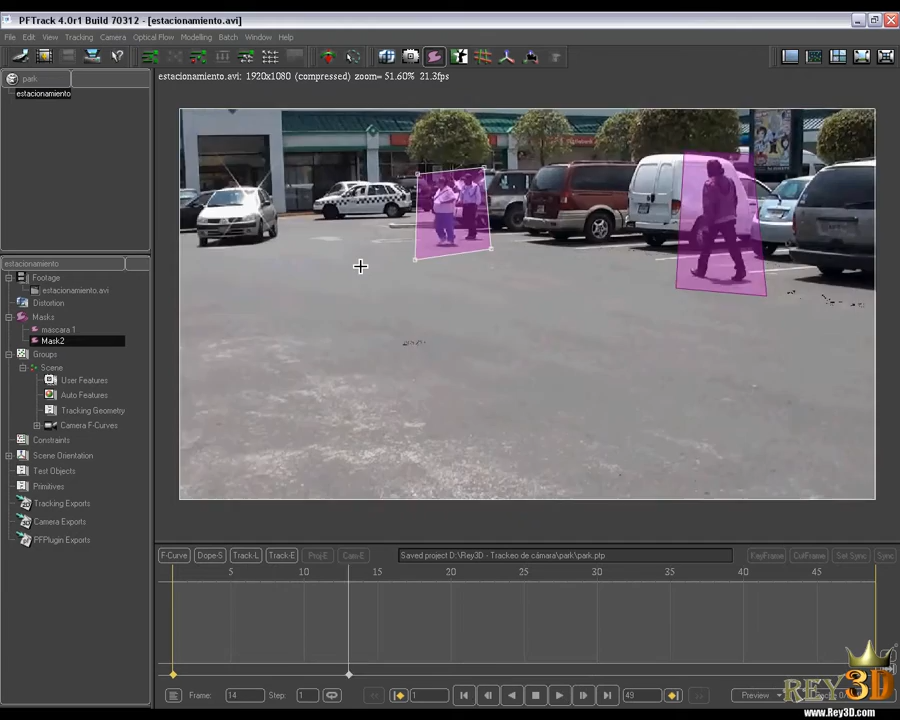 PFTrack 4.0r1 Build 70312 - [estacionamiento.avi]
File Edit View Tracking Camera Optical Flow Modelling Batch Window Help
park
estacionamiento
estacionamiento.avi: 1920x1080 (compressed) zoom= 51.60% 21.3fps
estacionamiento
Footage
estacionamiento.avi
Distortion
Masks
mascara 1
Mask2
Groups
Scene
User Features
Auto Features
Tracking Geometry
Camera F-Curves
Constraints
Scene Orientation
Test Objects
Primitives
Tracking Exports
Camera Exports
PFPlugin Exports
F-Curve Dope-S Track-L Track-E Proj-E Cam-E Saved project D:\Rey3D - Trackeo de cámara\park\park.ptp KeyFrame CutFrame Set Sync Sync
5 10 15 20 25 30 35 40 45
Frame: 14 Step: 1 1 49 Preview
REY3D
www.Rey3D.com